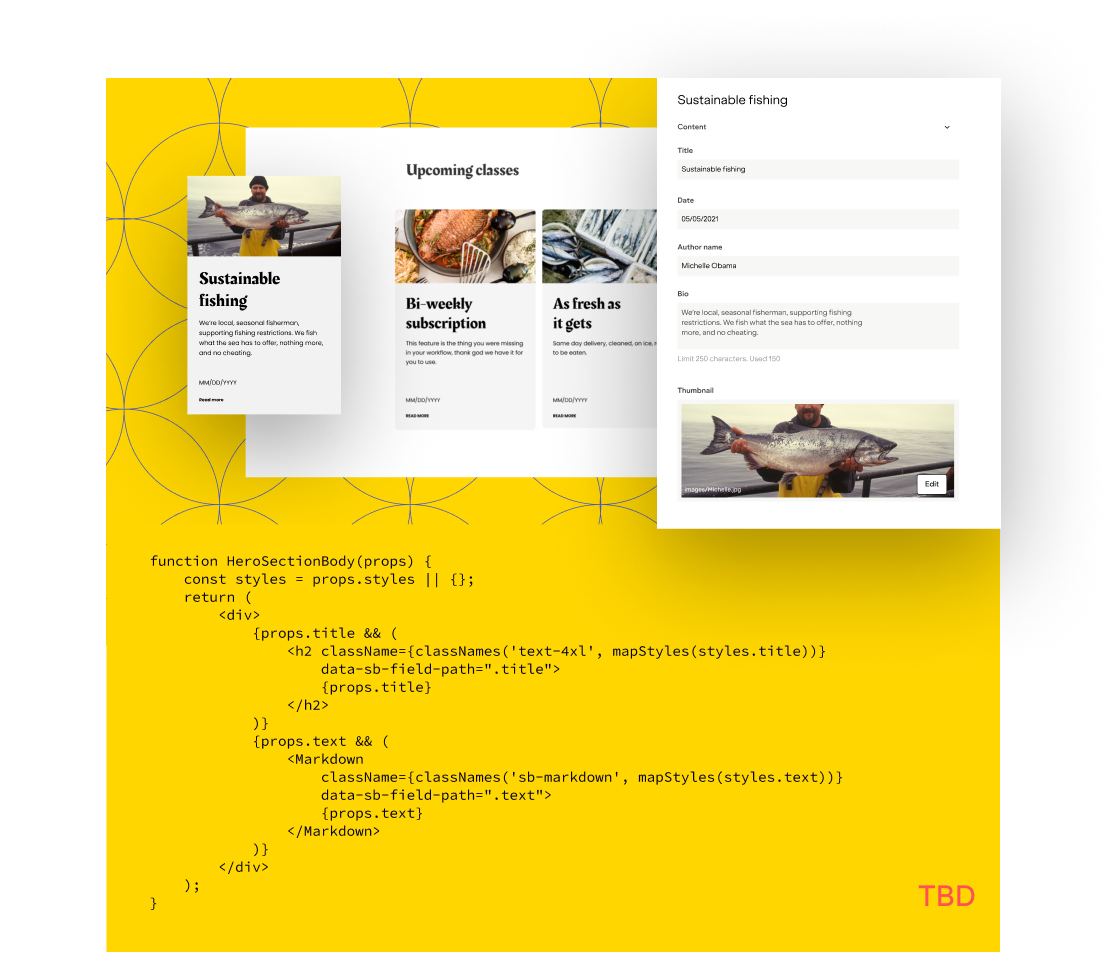 Upcoming classes
Sustainable
fishing
We're local, seasonal fisherman,
supporting fishing restrictions. We fish
what the sea has to offer, nothing more,
and no cheating.
MM/DD/YYYY
Read more
Bi-weekly
subscription
This feature is the thing you were missing
in your workflow, thank god we have it for
you to use.
MM/DD/YYYY
READ MORE
As fresh as
it gets
Same day delivery, cleaned, on ice,
to be eaten.
MM/DD/YYYY
READ MORE
Sustainable fishing
Content
Title
Sustainable fishing
Date
05/05/2021
Author name
Michelle Obama
Bio
We're local, seasonal fisherman, supporting fishing
restrictions. We fish what the sea has to offer, nothing
more, and no cheating.
Limit 250 characters. Used 150
Thumbnail
images/Michelle.jpg
Edit
function HeroSectionBody(props) {
    const styles = props.styles || {};
    return (
        <div>
            {props.title && (
                <h2 className={classNames('text-4xl', mapStyles(styles.title))}
                    data-sb-field-path=".title">
                    {props.title}
                </h2>
            )}
            {props.text && (
                <Markdown
                    className={classNames('sb-markdown', mapStyles(styles.text))}
                    data-sb-field-path=".text">
                    {props.text}
                </Markdown>
            )}
        </div>
    );
}
TBD